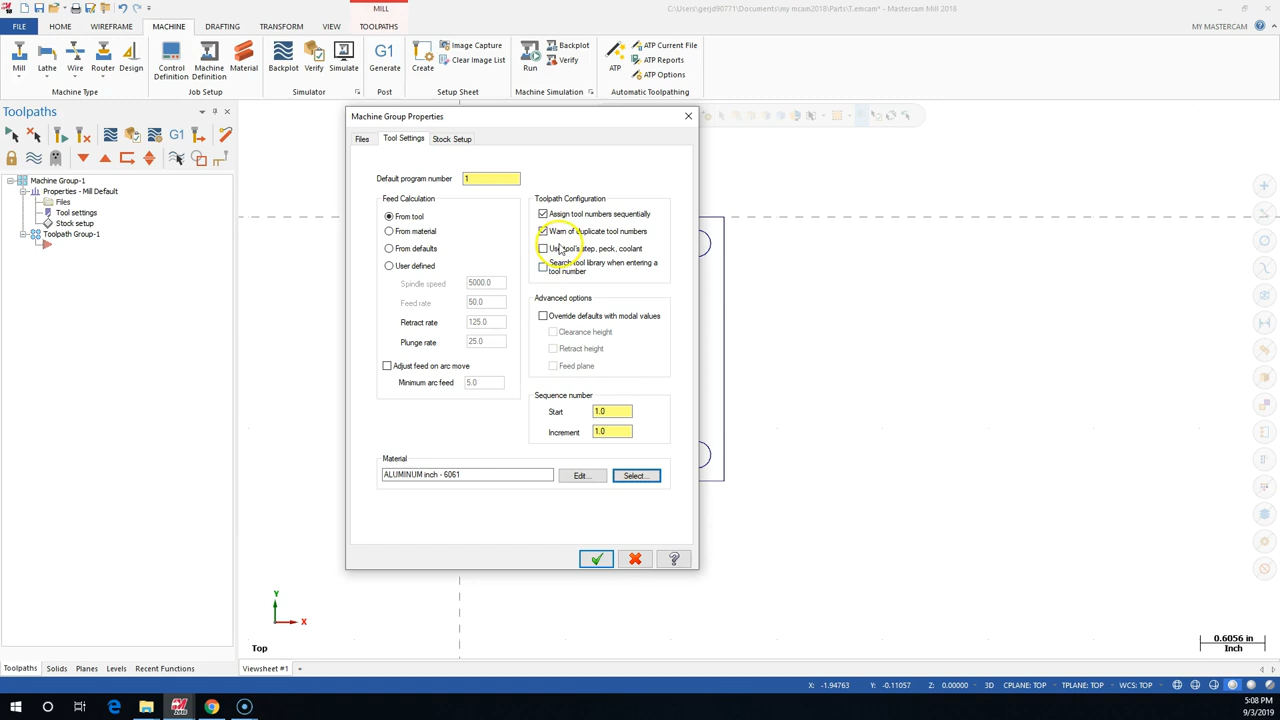 MILL
C:\Users\gerjd90771\Documents\my mcam2018\Parts\T.emcam* - Mastercam Mill 2018
FILE HOME WIREFRAME MACHINE DRAFTING TRANSFORM VIEW TOOLPATHS MY MASTERCAM
Mill Lathe Wire Router Design Control Definition Machine Definition Material Backplot Verify Simulate G1 Generate Create Image Capture Clear Image List Run Backplot Verify ATP ATP Current File ATP Reports ATP Options
Machine Type Job Setup Simulator Post Setup Sheet Machine Simulation Automatic Toolpathing
Toolpaths
G1
Machine Group-1
Properties - Mill Default
Files
Tool settings
Stock setup
Toolpath Group-1
Machine Group Properties
Files Tool Settings Stock Setup
Default program number 1
Feed Calculation
From tool
From material
From defaults
User defined
Spindle speed 5000.0
Feed rate 50.0
Retract rate 125.0
Plunge rate 25.0
Adjust feed on arc move
Minimum arc feed 5.0
Toolpath Configuration
Assign tool numbers sequentially
Warn of duplicate tool numbers
Use tool's step, peck, coolant
Search tool library when entering a
tool number
Advanced options
Override defaults with modal values
Clearance height
Retract height
Feed plane
Sequence number
Start 1.0
Increment 1.0
Material
ALUMINUM inch - 6061 Edit... Select...
Y
X
Top
0.6056 in
Inch
Toolpaths Solids Planes Levels Recent Functions Viewsheet #1 +
X: -1.94763 Y: -0.11057 Z: 0.00000 3D CPLANE: TOP TPLANE: TOP WCS: TOP
2018
5:08 PM
9/3/2019